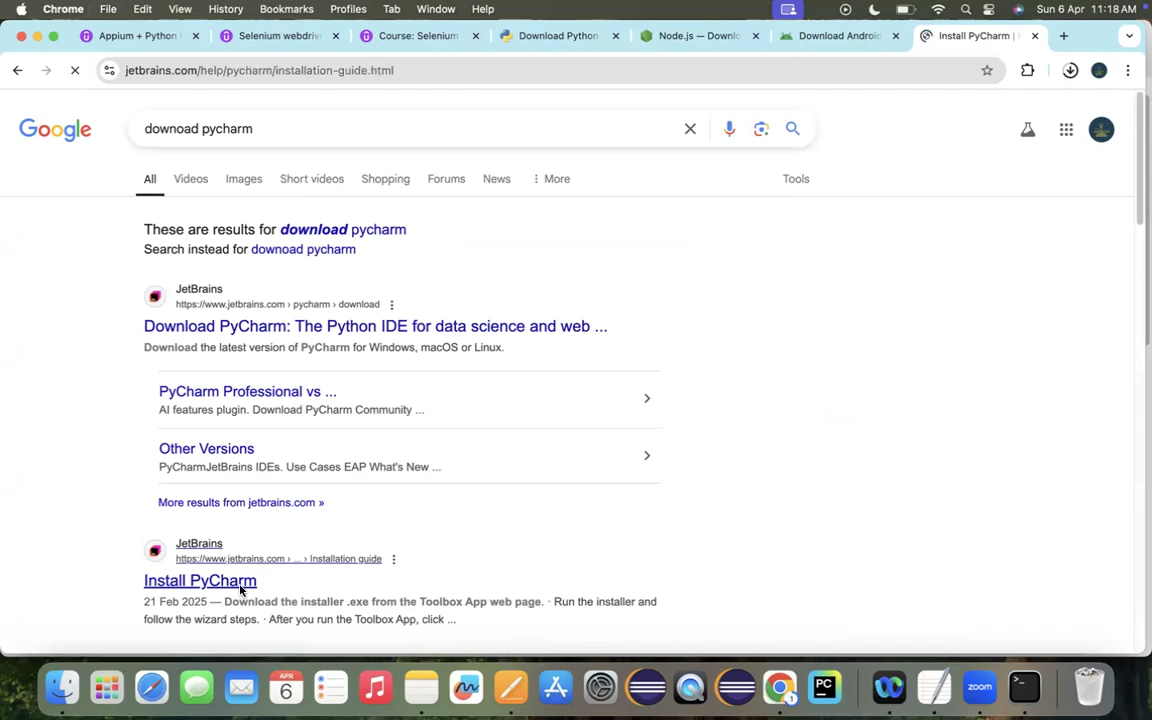 Chrome File Edit View History Bookmarks Profiles Tab Window Help Sun 6 Apr 11:18 AM
Appium + Python Selenium webdrive Course: Selenium Download Python Node.js — Downlo Download Android Install PyCharm |
jetbrains.com/help/pycharm/installation-guide.html
Google downoad pycharm
All Videos Images Short videos Shopping Forums News More Tools
These are results for download pycharm
Search instead for downoad pycharm
JetBrains
https://www.jetbrains.com › pycharm › download
Download PyCharm: The Python IDE for data science and web ...
Download the latest version of PyCharm for Windows, macOS or Linux.
PyCharm Professional vs ...
AI features plugin. Download PyCharm Community ...
Other Versions
PyCharmJetBrains IDEs. Use Cases EAP What's New ...
More results from jetbrains.com »
JetBrains
https://www.jetbrains.com › ... › Installation guide
Install PyCharm
21 Feb 2025 — Download the installer .exe from the Toolbox App web page. · Run the installer and
follow the wizard steps. · After you run the Toolbox App, click ...
APR
6
PC
zoom
1